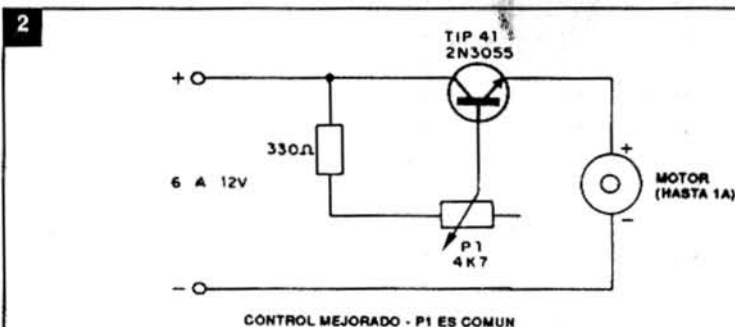 2
TIP 41
2N3055
+
330Ω
6 A 12V
+
MOTOR
(HASTA 1A)
−
P1
4K7
−
CONTROL MEJORADO - P1 ES COMUN